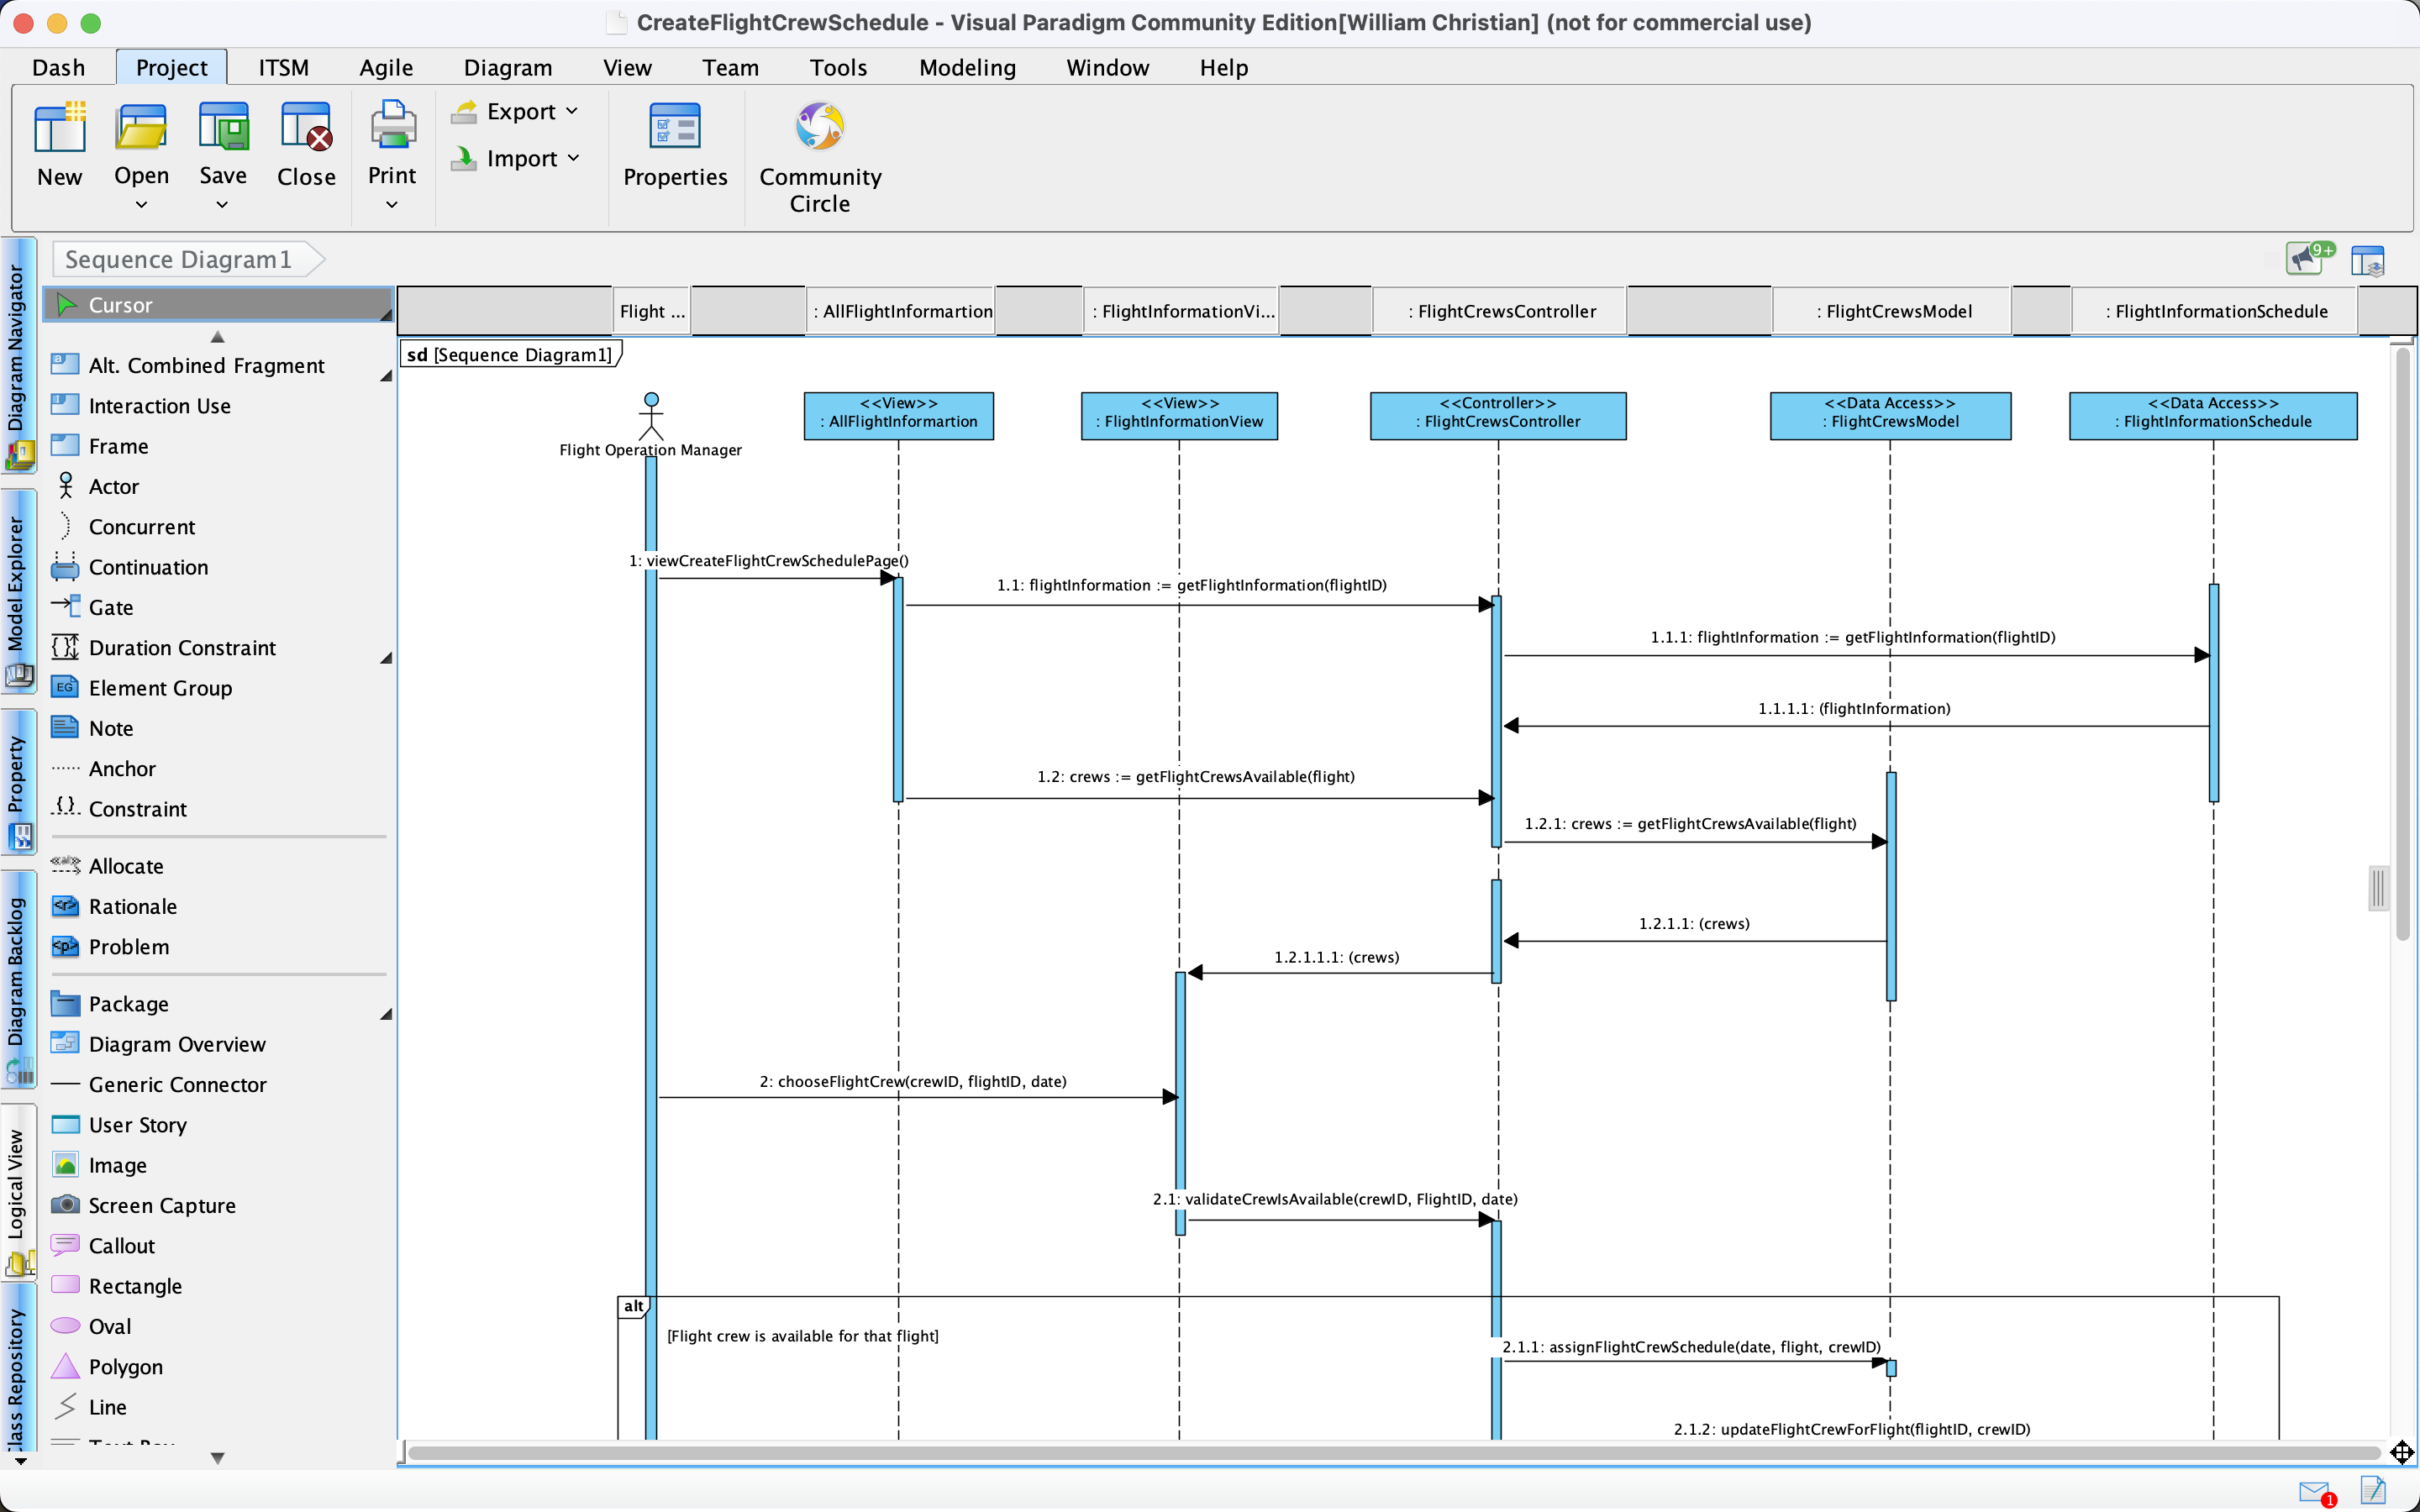 CreateFlightCrewSchedule - Visual Paradigm Community Edition[William Christian] (not for commercial use)
Dash Project ITSM Agile Diagram View Team Tools Modeling Window Help
New Open Save Close Print Export Import Properties Community Circle
Sequence Diagram1
9+
Diagram Navigator
Model Explorer
Property
Diagram Backlog
Logical View
lass Repository
Cursor
Alt. Combined Fragment
Interaction Use
Frame
Actor
Concurrent
Continuation
Gate
Duration Constraint
EG
Element Group
Note
Anchor
Constraint
Allocate
Rationale
Problem
Package
Diagram Overview
Generic Connector
User Story
Image
Screen Capture
Callout
Rectangle
Oval
Polygon
Line
Flight ...
: AllFlightInformartion
: FlightInformationVi...
: FlightCrewsController
: FlightCrewsModel
: FlightInformationSchedule
sd [Sequence Diagram1]
Flight Operation Manager
<<View>>
: AllFlightInformartion
<<View>>
: FlightInformationView
<<Controller>>
: FlightCrewsController
<<Data Access>>
: FlightCrewsModel
<<Data Access>>
: FlightInformationSchedule
1: viewCreateFlightCrewSchedulePage()
1.1: flightInformation := getFlightInformation(flightID)
1.1.1: flightInformation := getFlightInformation(flightID)
1.1.1.1: (flightInformation)
1.2: crews := getFlightCrewsAvailable(flight)
1.2.1: crews := getFlightCrewsAvailable(flight)
1.2.1.1: (crews)
1.2.1.1.1: (crews)
2: chooseFlightCrew(crewID, flightID, date)
2.1: validateCrewIsAvailable(crewID, FlightID, date)
alt
[Flight crew is available for that flight]
2.1.1: assignFlightCrewSchedule(date, flight, crewID)
2.1.2: updateFlightCrewForFlight(flightID, crewID)
1